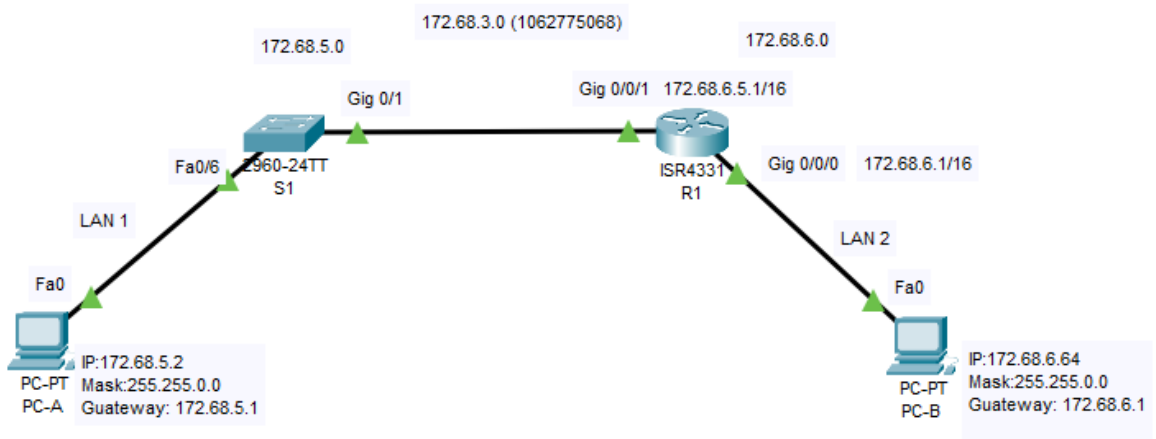 172.68.3.0 (1062775068)
172.68.5.0
172.68.6.0
Gig 0/1
Gig 0/0/1
172.68.6.5.1/16
Fa0/6
2960-24TT
S1
ISR4331
R1
Gig 0/0/0
172.68.6.1/16
LAN 1
LAN 2
Fa0
Fa0
PC-PT
PC-A
IP:172.68.5.2
Mask:255.255.0.0
Guateway: 172.68.5.1
PC-PT
PC-B
IP:172.68.6.64
Mask:255.255.0.0
Guateway: 172.68.6.1